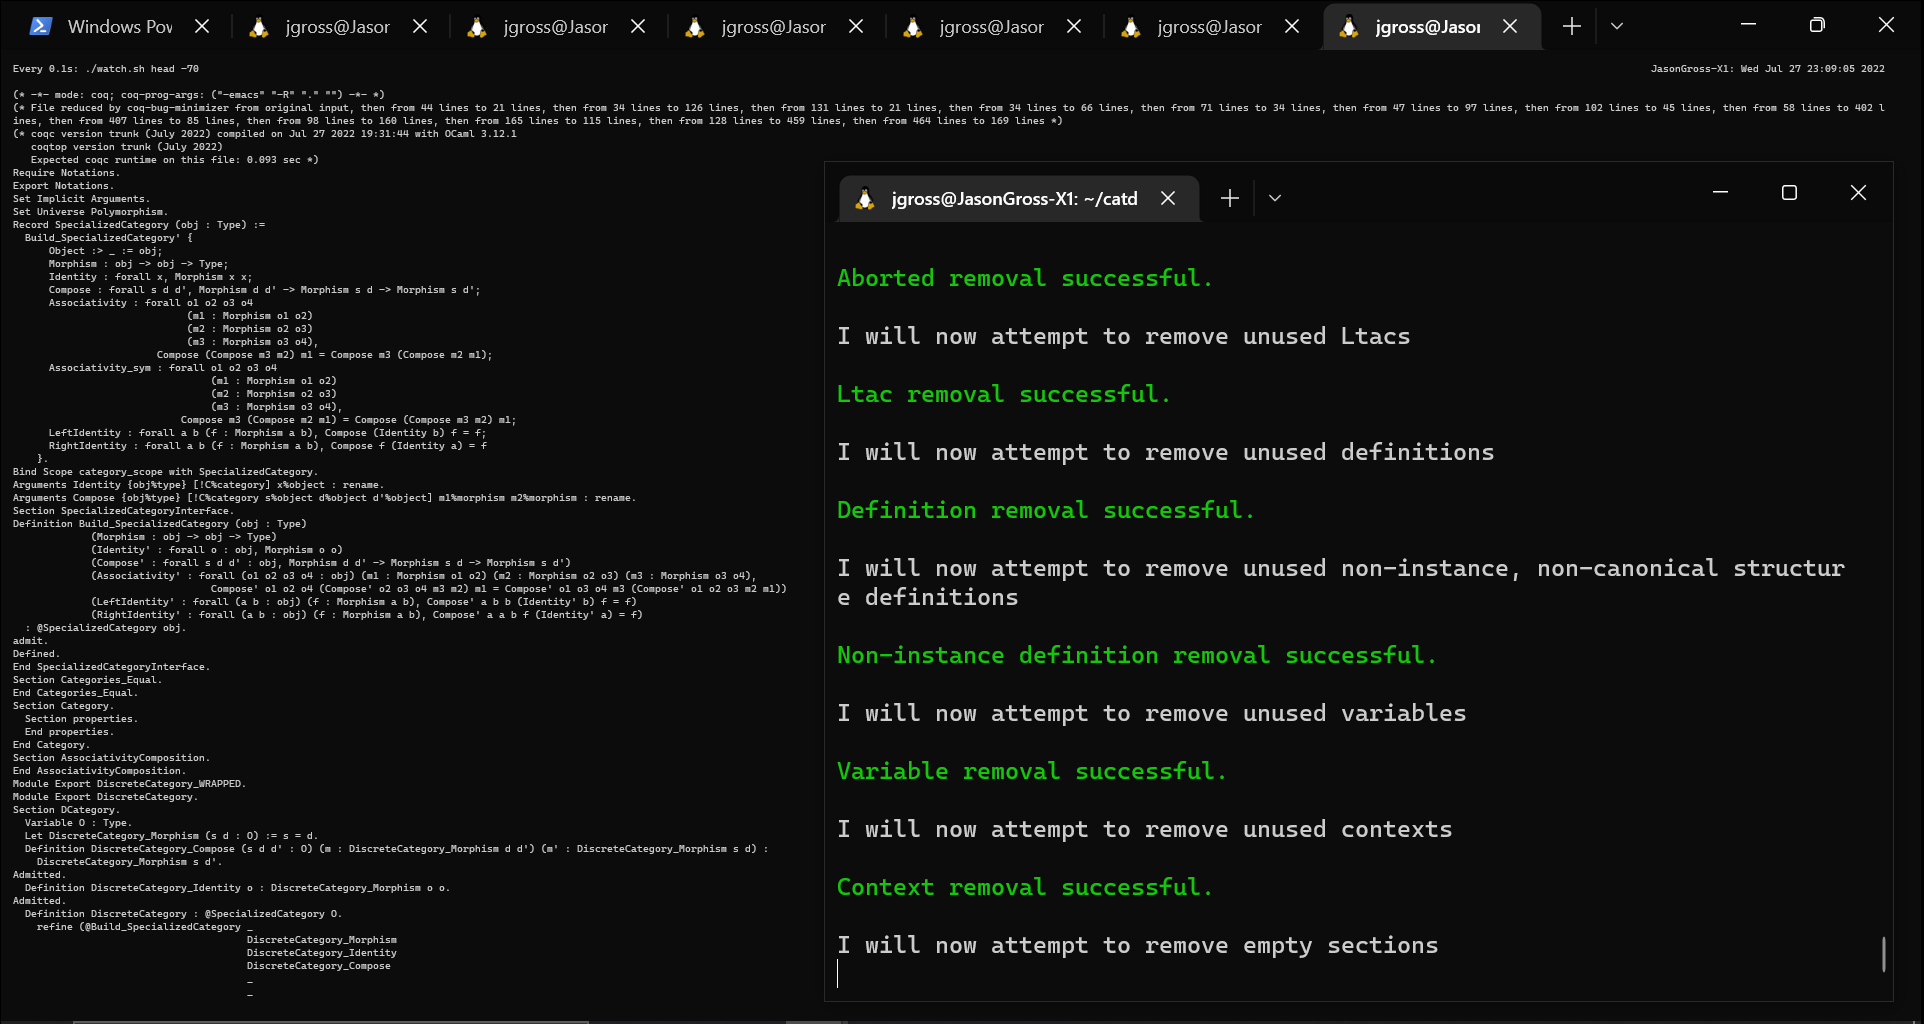 Windows Pov
jgross@Jasor
jgross@Jasor
jgross@Jasor
jgross@Jasor
jgross@Jasor
jgross@Jasor
Every 0.1s: ./watch.sh head -70
JasonGross-X1: Wed Jul 27 23:09:05 2022
(* -*- mode: coq; coq-prog-args: ("-emacs" "-R" "." "") -*- *)
(* File reduced by coq-bug-minimizer from original input, then from 44 lines to 21 lines, then from 34 lines to 126 lines, then from 131 lines to 21 lines, then from 34 lines to 66 lines, then from 71 lines to 34 lines, then from 47 lines to 97 lines, then from 102 lines to 45 lines, then from 58 lines to 402 l
ines, then from 407 lines to 85 lines, then from 98 lines to 160 lines, then from 165 lines to 115 lines, then from 128 lines to 459 lines, then from 464 lines to 169 lines *)
(* coqc version trunk (July 2022) compiled on Jul 27 2022 19:31:44 with OCaml 3.12.1
   coqtop version trunk (July 2022)
   Expected coqc runtime on this file: 0.093 sec *)
Require Notations.
Export Notations.
Set Implicit Arguments.
Set Universe Polymorphism.
Record SpecializedCategory (obj : Type) :=
  Build_SpecializedCategory' {
      Object :> _ := obj;
      Morphism : obj -> obj -> Type;
      Identity : forall x, Morphism x x;
      Compose : forall s d d', Morphism d d' -> Morphism s d -> Morphism s d';
      Associativity : forall o1 o2 o3 o4
                             (m1 : Morphism o1 o2)
                             (m2 : Morphism o2 o3)
                             (m3 : Morphism o3 o4),
                        Compose (Compose m3 m2) m1 = Compose m3 (Compose m2 m1);
      Associativity_sym : forall o1 o2 o3 o4
                                 (m1 : Morphism o1 o2)
                                 (m2 : Morphism o2 o3)
                                 (m3 : Morphism o3 o4),
                            Compose m3 (Compose m2 m1) = Compose (Compose m3 m2) m1;
      LeftIdentity : forall a b (f : Morphism a b), Compose (Identity b) f = f;
      RightIdentity : forall a b (f : Morphism a b), Compose f (Identity a) = f
    }.
Bind Scope category_scope with SpecializedCategory.
Arguments Identity {obj%type} [!C%category] x%object : rename.
Arguments Compose {obj%type} [!C%category s%object d%object d'%object] m1%morphism m2%morphism : rename.
Section SpecializedCategoryInterface.
Definition Build_SpecializedCategory (obj : Type)
             (Morphism : obj -> obj -> Type)
             (Identity' : forall o : obj, Morphism o o)
             (Compose' : forall s d d' : obj, Morphism d d' -> Morphism s d -> Morphism s d')
             (Associativity' : forall (o1 o2 o3 o4 : obj) (m1 : Morphism o1 o2) (m2 : Morphism o2 o3) (m3 : Morphism o3 o4),
                                 Compose' o1 o2 o4 (Compose' o2 o3 o4 m3 m2) m1 = Compose' o1 o3 o4 m3 (Compose' o1 o2 o3 m2 m1))
             (LeftIdentity' : forall (a b : obj) (f : Morphism a b), Compose' a b b (Identity' b) f = f)
             (RightIdentity' : forall (a b : obj) (f : Morphism a b), Compose' a a b f (Identity' a) = f)
  : @SpecializedCategory obj.
admit.
Defined.
End SpecializedCategoryInterface.
Section Categories_Equal.
End Categories_Equal.
Section Category.
  Section properties.
  End properties.
End Category.
Section AssociativityComposition.
End AssociativityComposition.
Module Export DiscreteCategory_WRAPPED.
Module Export DiscreteCategory.
Section DCategory.
  Variable O : Type.
  Let DiscreteCategory_Morphism (s d : O) := s = d.
  Definition DiscreteCategory_Compose (s d d' : O) (m : DiscreteCategory_Morphism d d') (m' : DiscreteCategory_Morphism s d) :
    DiscreteCategory_Morphism s d'.
Admitted.
  Definition DiscreteCategory_Identity o : DiscreteCategory_Morphism o o.
Admitted.
  Definition DiscreteCategory : @SpecializedCategory O.
    refine (@Build_SpecializedCategory _
                                       DiscreteCategory_Morphism
                                       DiscreteCategory_Identity
                                       DiscreteCategory_Compose
                                       _
                                       _
jgross@JasonGross-X1: ~/catd
Aborted removal successful.
I will now attempt to remove unused Ltacs
Ltac removal successful.
I will now attempt to remove unused definitions
Definition removal successful.
I will now attempt to remove unused non-instance, non-canonical structur
e definitions
Non-instance definition removal successful.
I will now attempt to remove unused variables
Variable removal successful.
I will now attempt to remove unused contexts
Context removal successful.
I will now attempt to remove empty sections